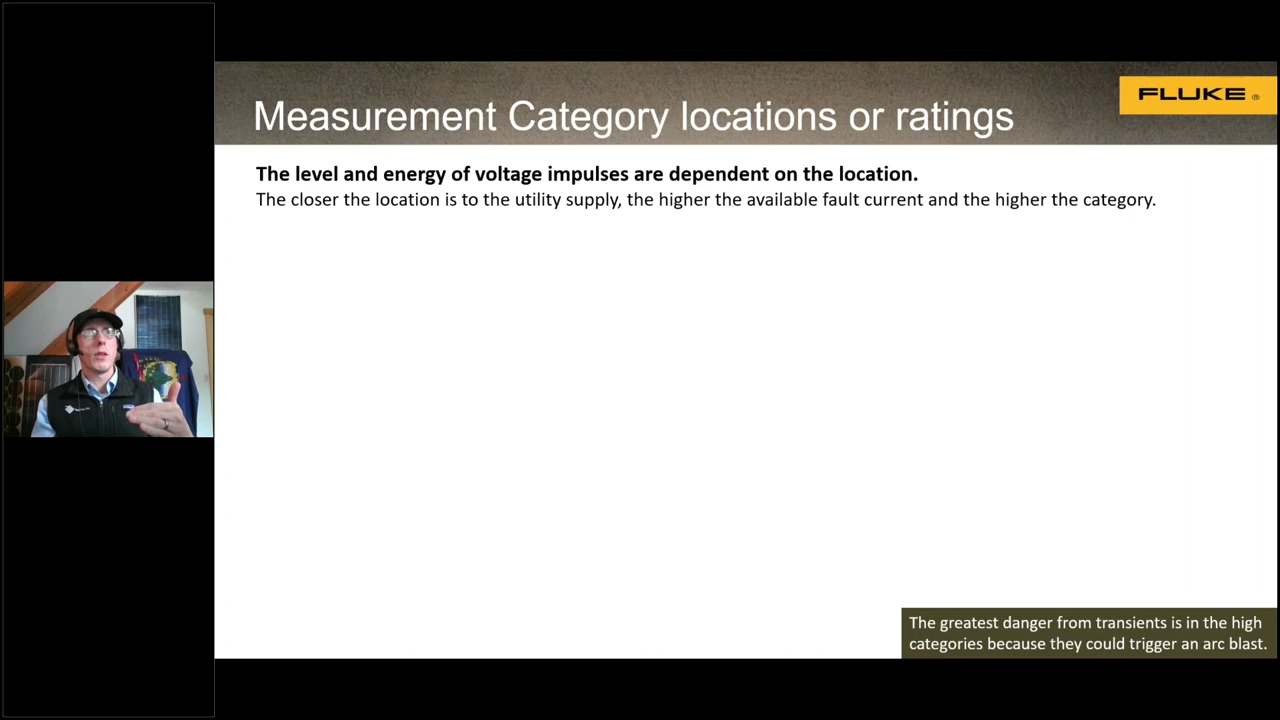 Measurement Category locations or ratings
FLUKE ®
The level and energy of voltage impulses are dependent on the location.
The closer the location is to the utility supply, the higher the available fault current and the higher the category.
The greatest danger from transients is in the high
categories because they could trigger an arc blast.